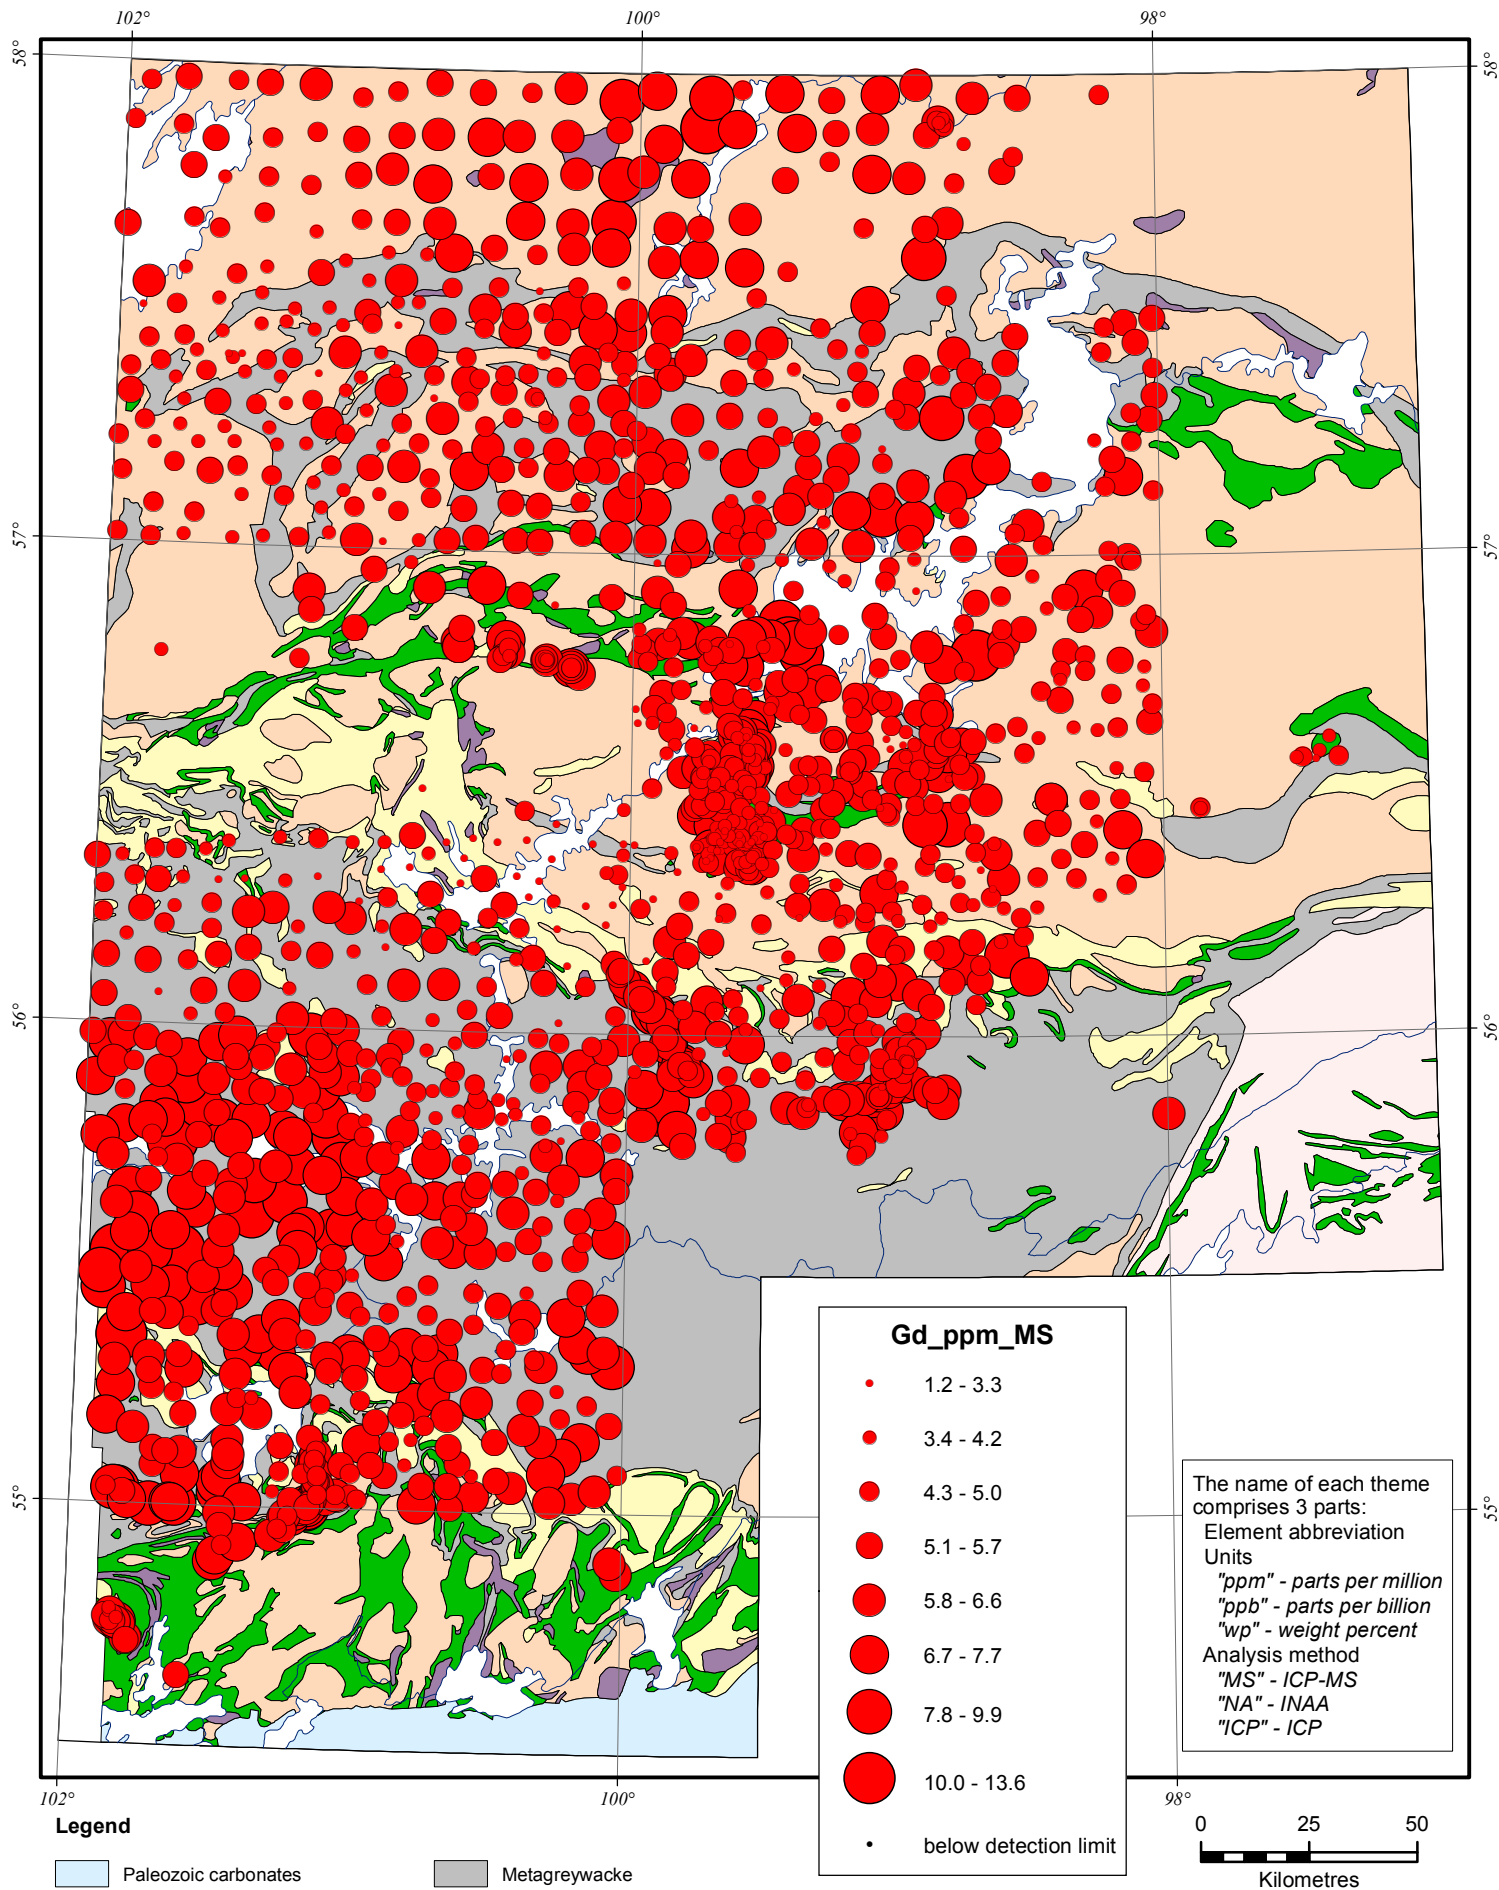 102°
100°
98°
58°
58°
57°
57°
56°
56°
55°
55°
Gd_ppm_MS
1.2 - 3.3
3.4 - 4.2
4.3 - 5.0
5.1 - 5.7
5.8 - 6.6
6.7 - 7.7
7.8 - 9.9
10.0 - 13.6
below detection limit
The name of each theme
comprises 3 parts:
Element abbreviation
Units
"ppm" - parts per million
"ppb" - parts per billion
"wp" - weight percent
Analysis method
"MS" - ICP-MS
"NA" - INAA
"ICP" - ICP
102°
100°
98°
Legend
Paleozoic carbonates
Metagreywacke
0 25 50
Kilometres